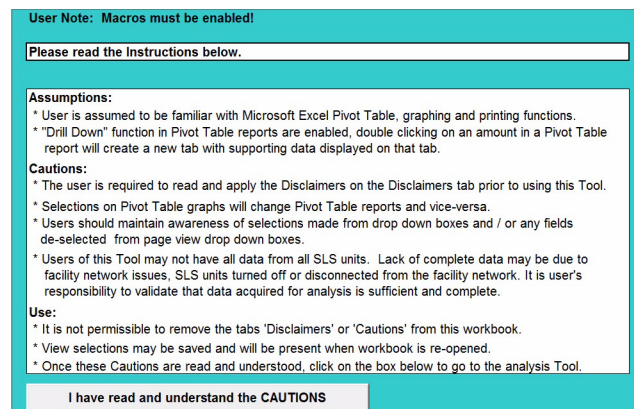 User Note: Macros must be enabled!
Please read the Instructions below.
Assumptions:
* User is assumed to be familiar with Microsoft Excel Pivot Table, graphing and printing functions.
* "Drill Down" function in Pivot Table reports are enabled, double clicking on an amount in a Pivot Table
report will create a new tab with supporting data displayed on that tab.
Cautions:
* The user is required to read and apply the Disclaimers on the Disclaimers tab prior to using this Tool.
* Selections on Pivot Table graphs will change Pivot Table reports and vice-versa.
* Users should maintain awareness of selections made from drop down boxes and / or any fields
de-selected from page view drop down boxes.
* Users of this Tool may not have all data from all SLS units. Lack of complete data may be due to
facility network issues, SLS units turned off or disconnected from the facility network. It is user's
responsibility to validate that data acquired for analysis is sufficient and complete.
Use:
* It is not permissible to remove the tabs 'Disclaimers' or 'Cautions' from this workbook.
* View selections may be saved and will be present when workbook is re-opened.
* Once these Cautions are read and understood, click on the box below to go to the analysis Tool.
I have read and understand the CAUTIONS